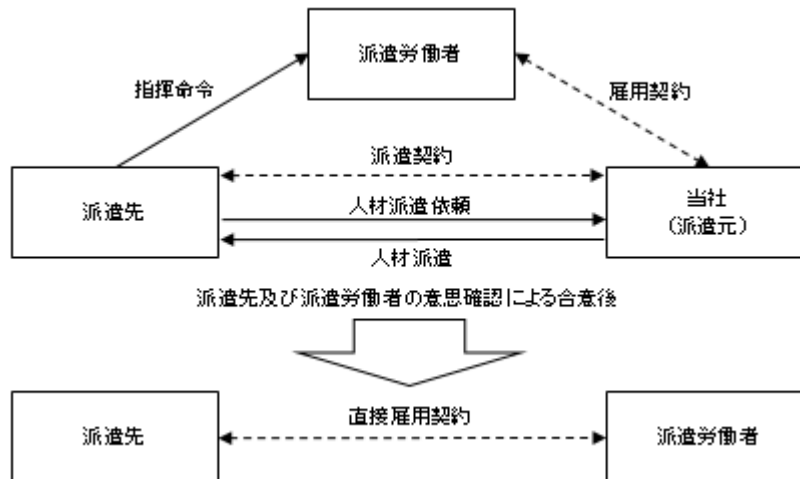 派遣労働者
指揮命令
雇用契約
派遣契約
派遣先
当社
(派遣元)
人材派遣依頼
人材派遣
派遣先及び派遣労働者の意思確認による合意後
直接雇用契約
派遣先
派遣労働者